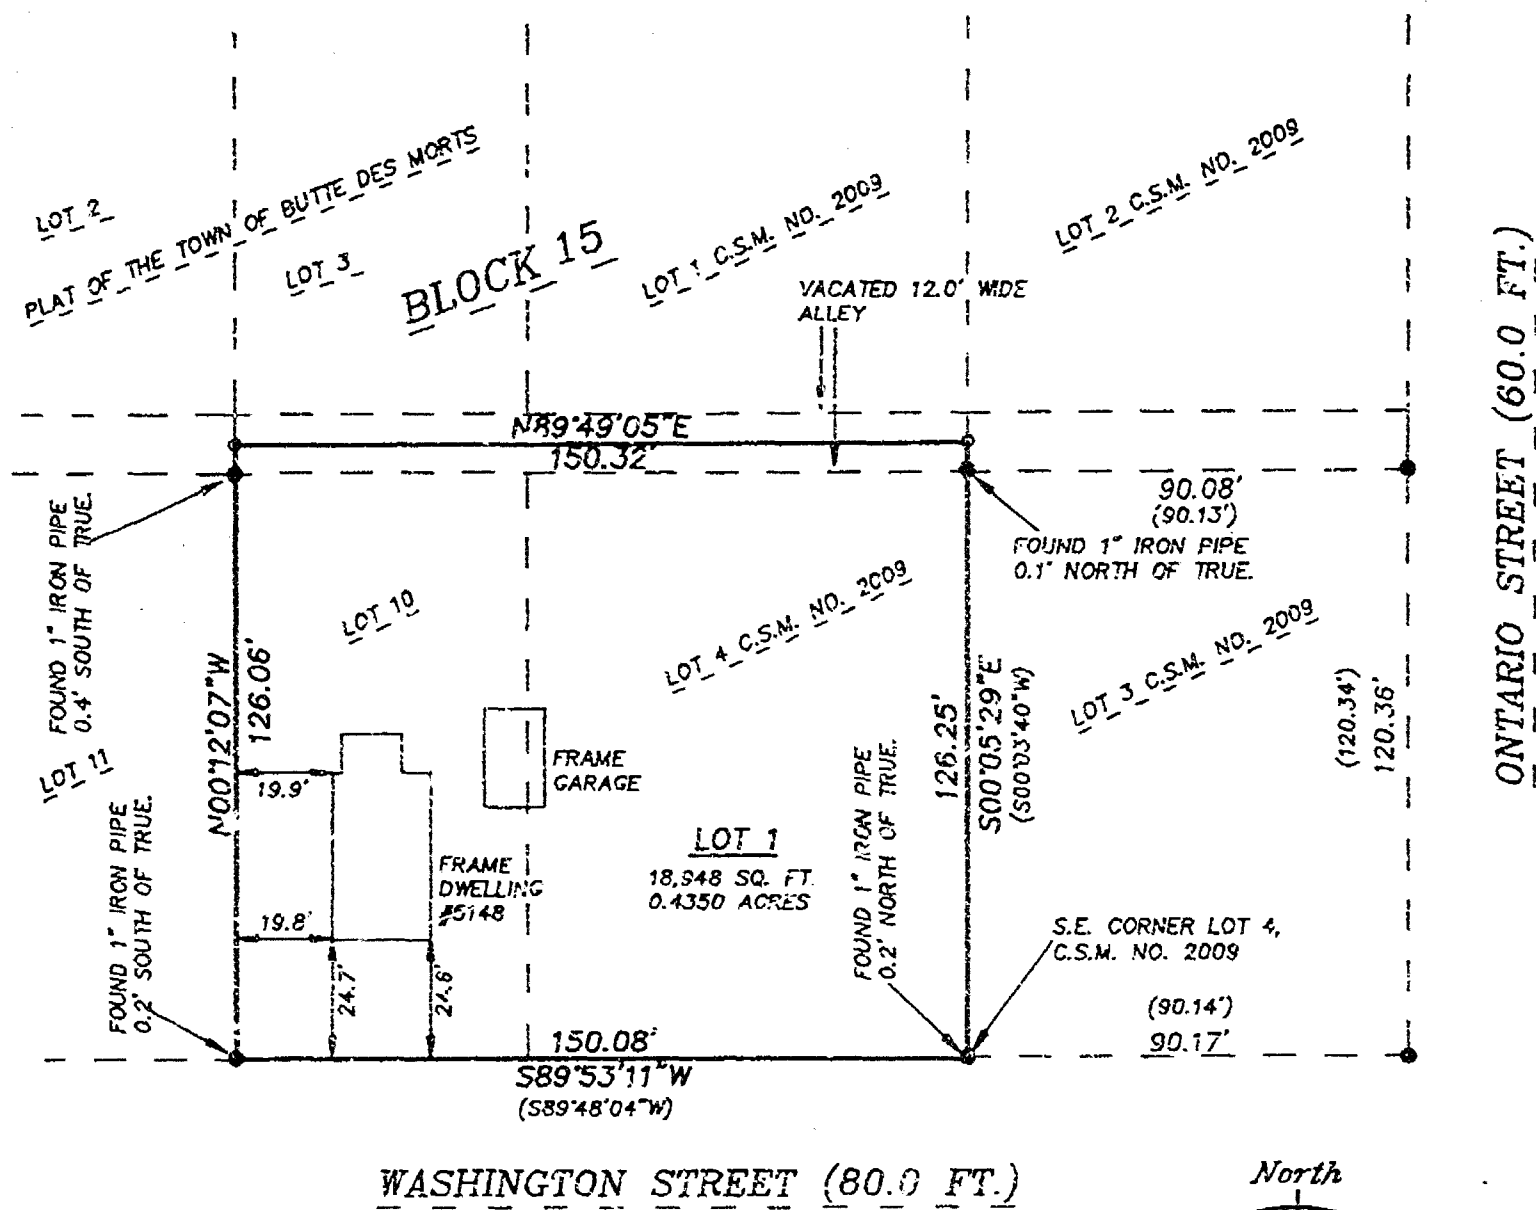 LOT 2
PLAT OF THE TOWN OF BUTTE DES MORTS
LOT 3
BLOCK 15
LOT 1 C.S.M. NO. 2009
LOT 2 C.S.M. NO. 2009
VACATED 12.0' WIDE
ALLEY
ONTARIO STREET (60.0 FT.)
N89°49'05"E
150.32'
90.08'
(90.13')
FOUND 1" IRON PIPE
0.4' SOUTH OF TRUE.
FOUND 1" IRON PIPE
0.1' NORTH OF TRUE.
LOT 10
LOT 4 C.S.M. NO. 2009
LOT 3 C.S.M. NO. 2009
N00°12'07"W
126.06'
126.25'
S00°05'29"E
(S00°03'40"W)
(120.34')
120.36'
LOT 11
19.9'
FRAME
GARAGE
FOUND 1" IRON PIPE
0.2' SOUTH OF TRUE.
LOT 1
18,948 SQ. FT.
0.4350 ACRES
FRAME
DWELLING
#5148
FOUND 1" IRON PIPE
0.2' NORTH OF TRUE.
19.8'
24.7'
24.6'
S.E. CORNER LOT 4,
C.S.M. NO. 2009
(90.14')
90.17'
150.08'
S89°53'11"W
(S89°48'04"W)
WASHINGTON STREET (80.0 FT.)
North